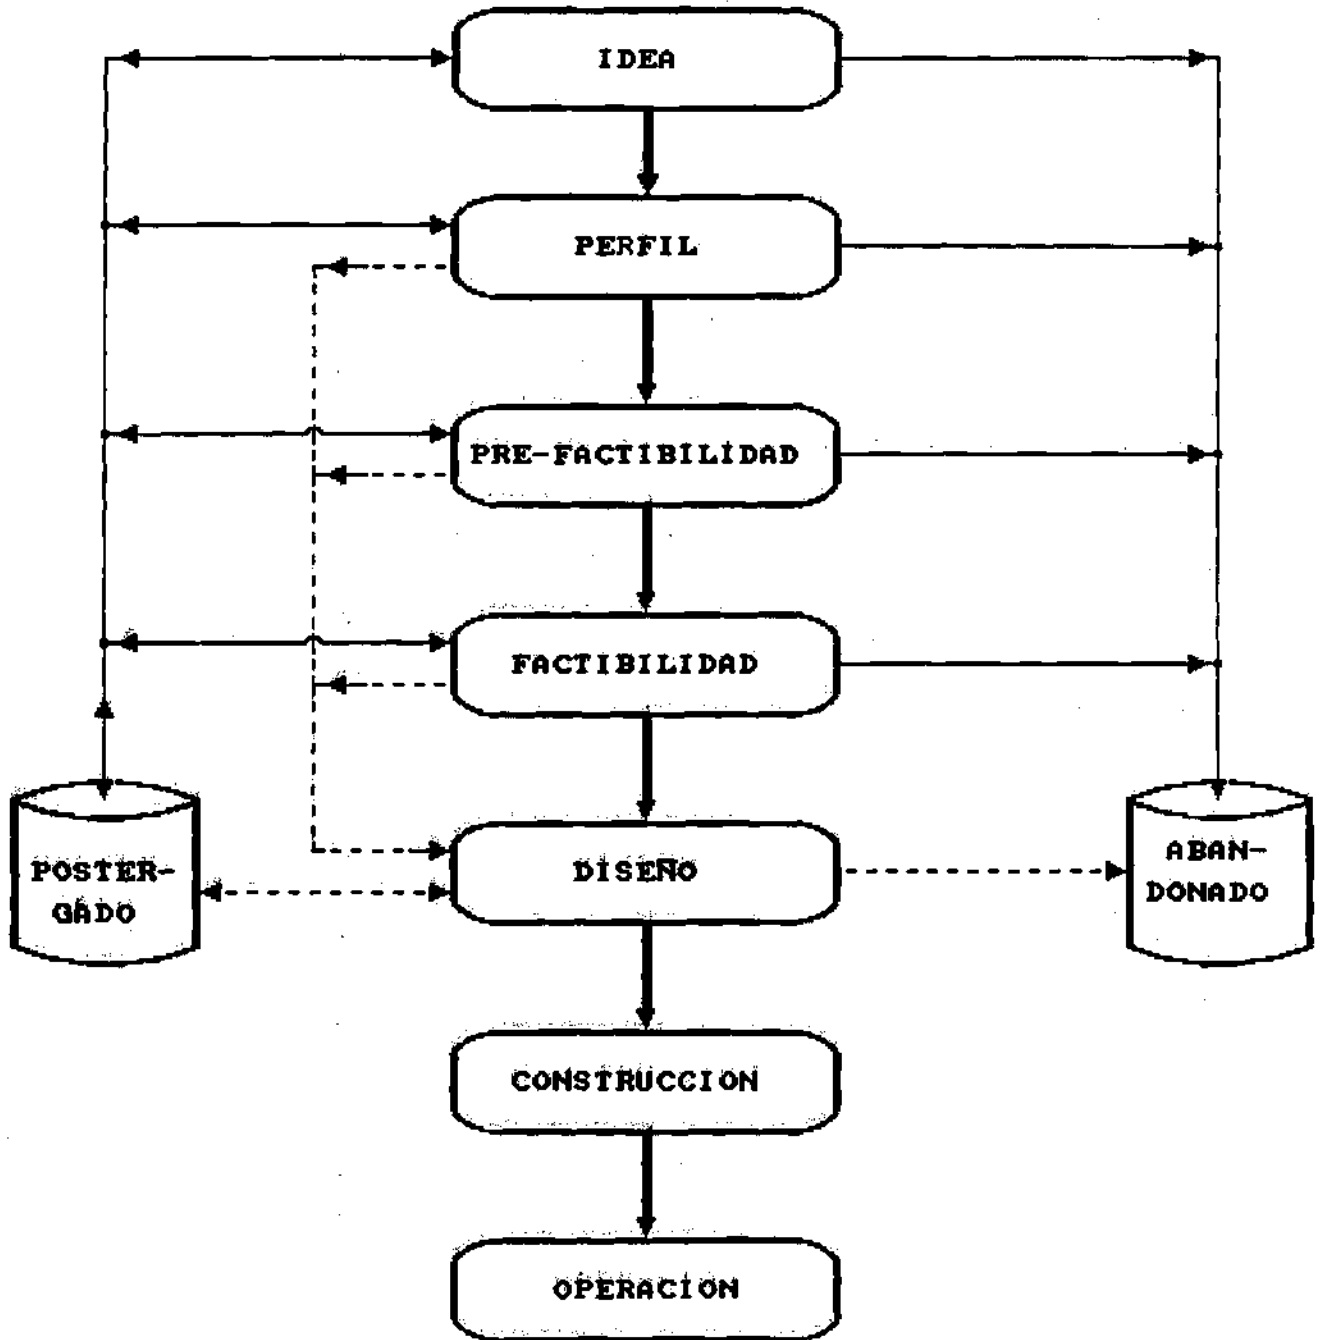 IDEA
PERFIL
PRE-FACTIBILIDAD
FACTIBILIDAD
DISEÑO
POSTER-
GADO
ABAN-
DONADO
CONSTRUCCION
OPERACION